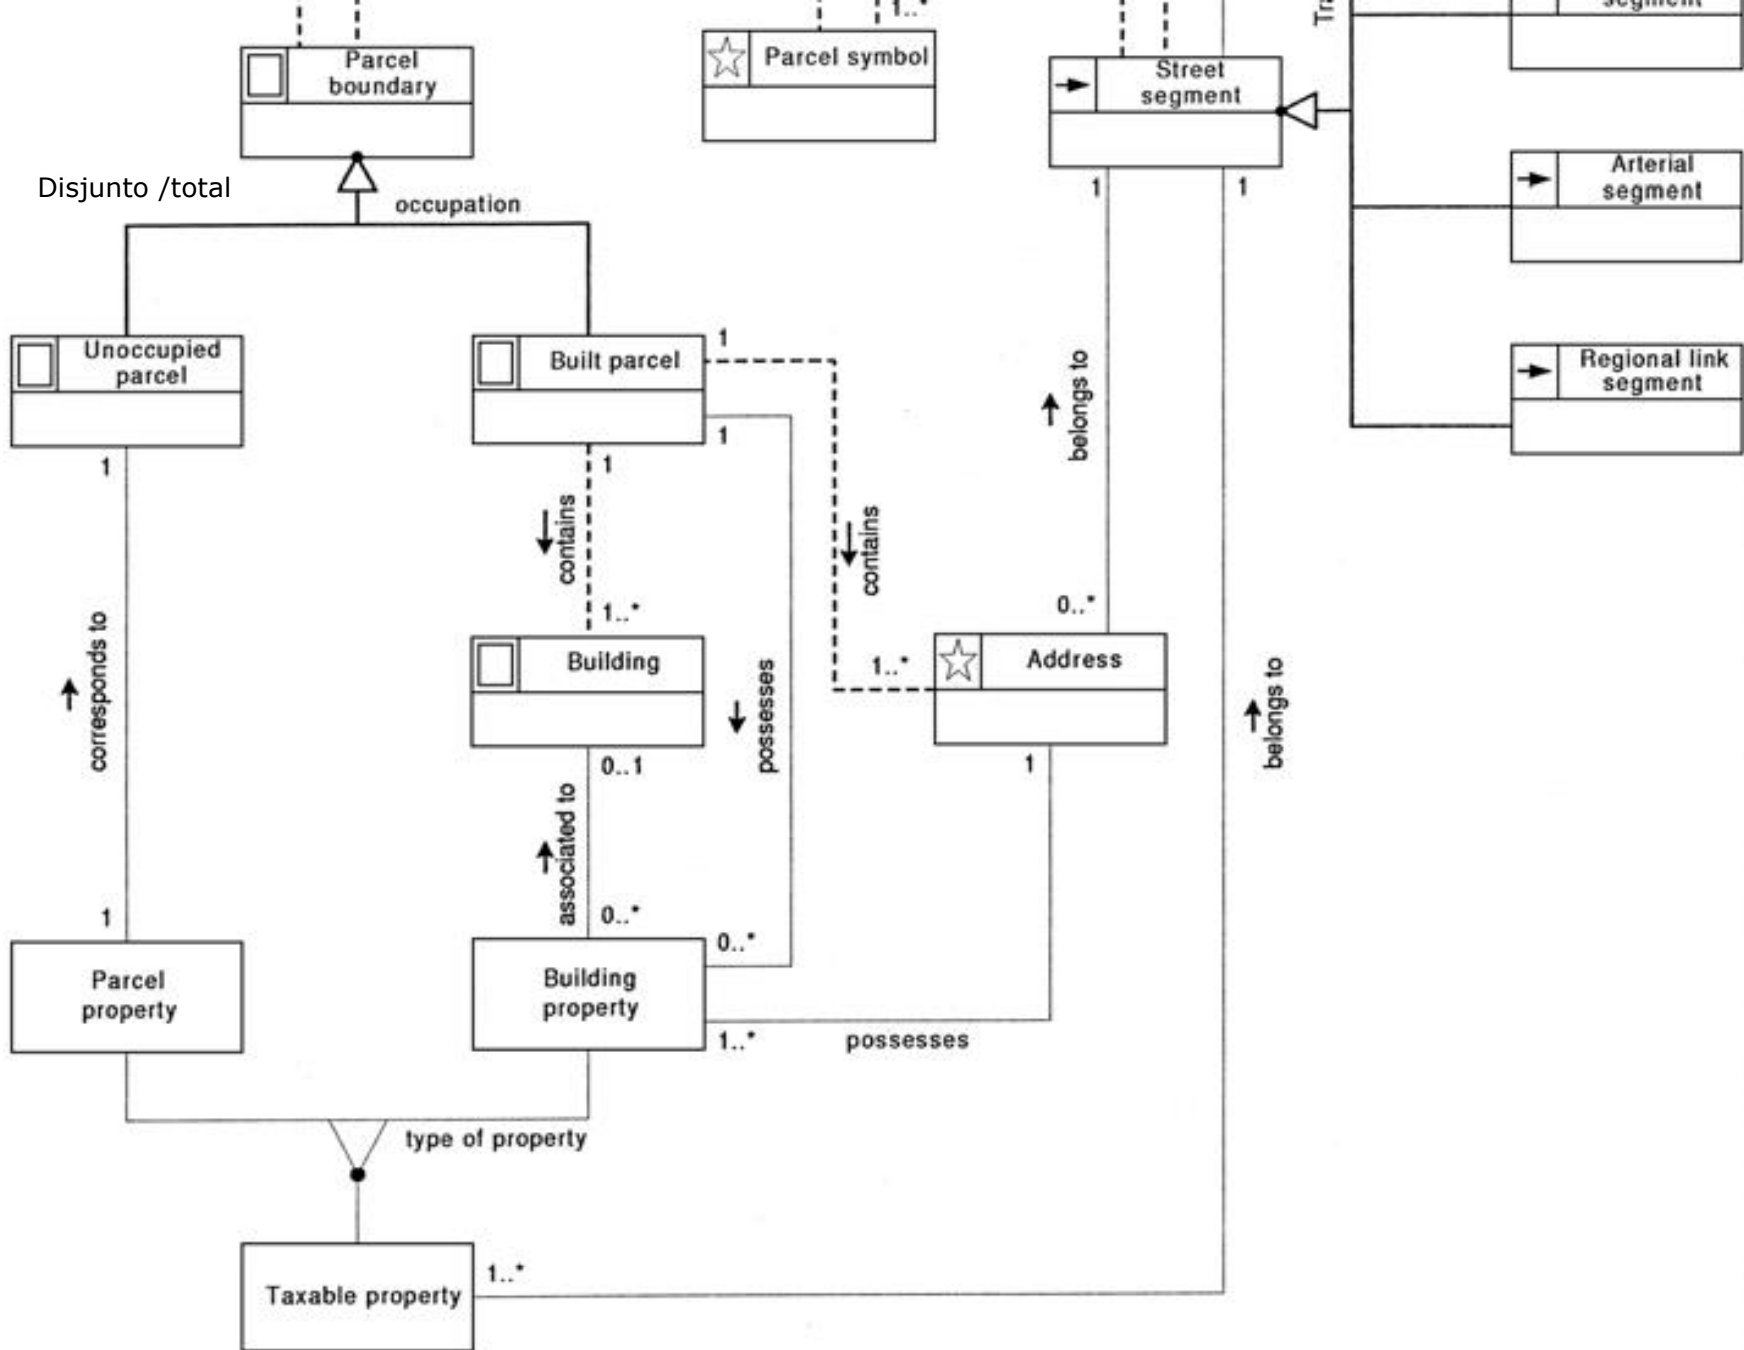 1..*
segment
Parcel
boundary
Parcel symbol
Street
segment
Arterial
segment
Disjunto /total
occupation
1
1
Unoccupied
parcel
Built parcel
1
Regional link
segment
belongs to
1
1
1
contains
contains
1..*
0..*
corresponds to
Building
possesses
1..*
Address
belongs to
0..1
1
associated to
1
0..*
0..*
Parcel
property
Building
property
1..*
possesses
type of property
1..*
Taxable property